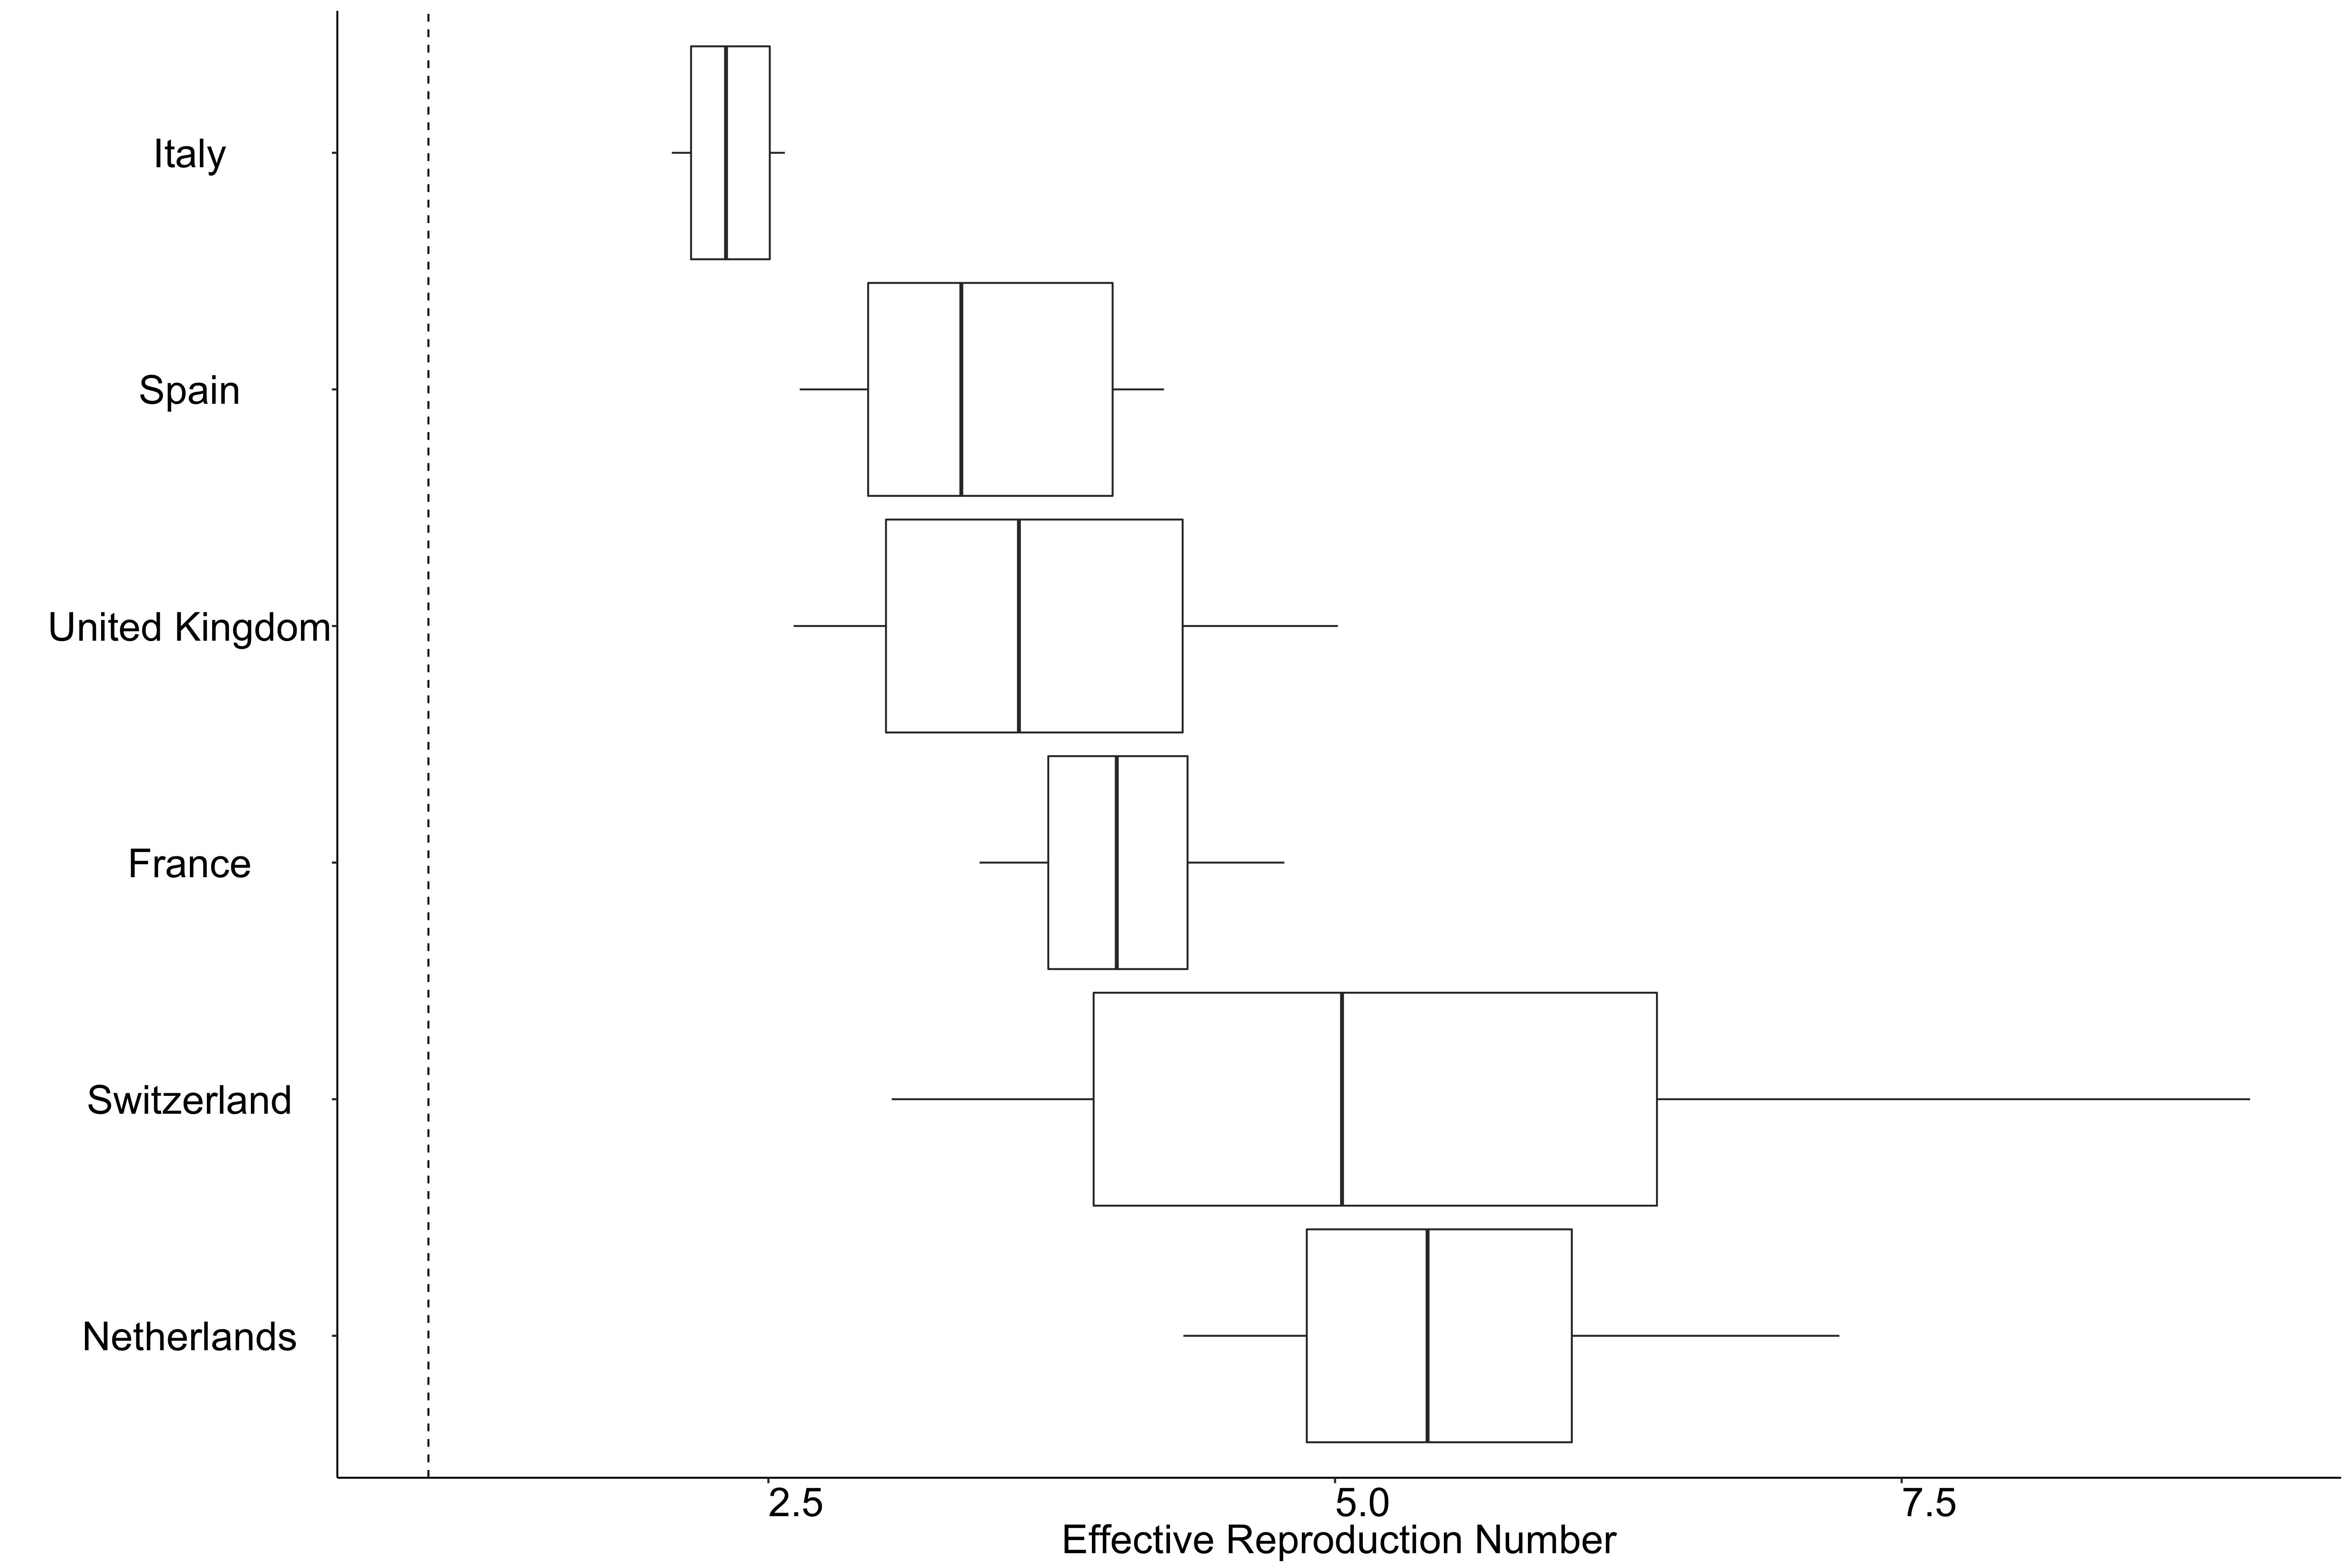 Italy
Spain
United Kingdom
France
Switzerland
Netherlands
2.5 5.0 7.5
Effective Reproduction Number